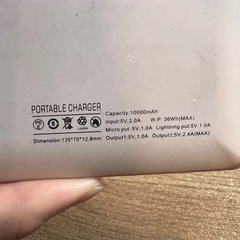 PORTABLE CHARGER
Capacity:10000mAh
Input:5V,2.0A W.P:36Wh(MAX)
Micro put:5V,1.0A Lightning put:5V,1.0A
Dimension:135*70*12.8mm Output1:5V,1.0A Output2:5V,2.4A(MAX)